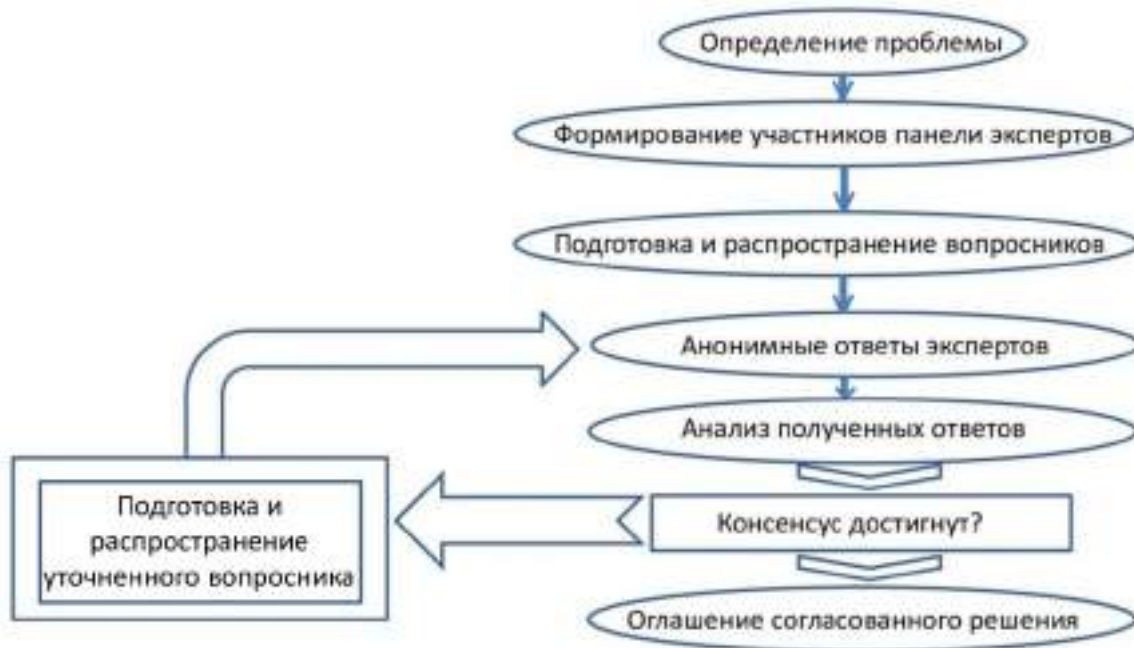 Определение проблемы
Формирование участников панели экспертов
Подготовка и распространение вопросников
Анонимные ответы экспертов
Анализ полученных ответов
Консенсус достигнут?
Подготовка и
распространение
уточненного вопросника
Оглашение согласованного решения